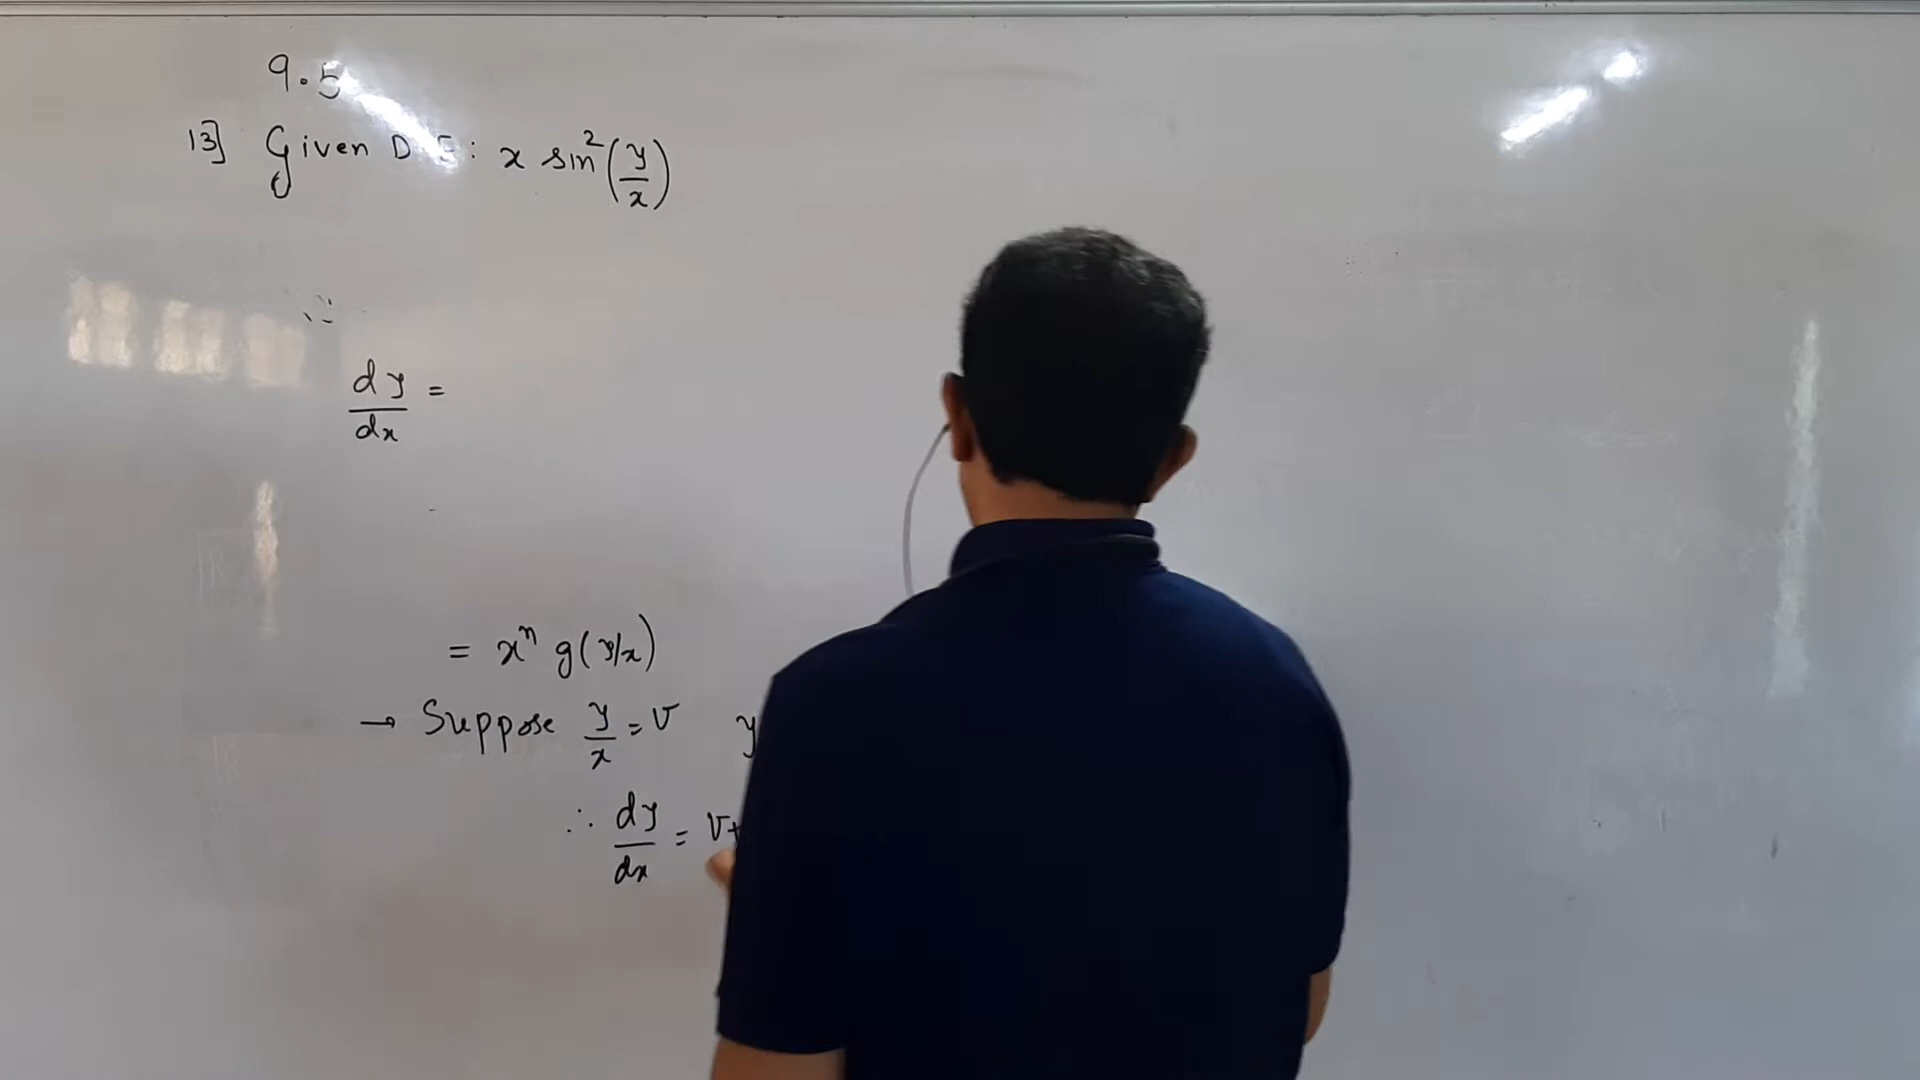 9.5
13] Given D.E: x sin²(y/x)
∴
dy/dx =
= xⁿ g(y/x)
→ Suppose y/x = v y
∴ dy/dx = v+